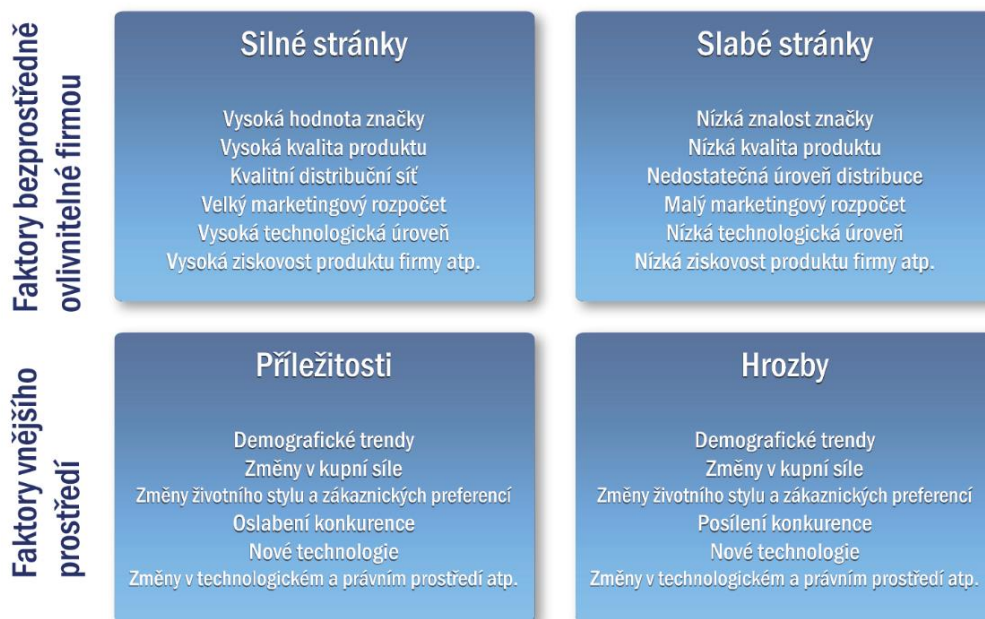 Faktory bezprostředně
ovlivnitelné firmou
Silné stránky
Vysoká hodnota značky
Vysoká kvalita produktu
Kvalitní distribuční síť
Velký marketingový rozpočet
Vysoká technologická úroveň
Vysoká ziskovost produktu firmy atp.
Slabé stránky
Nízká znalost značky
Nízká kvalita produktu
Nedostatečná úroveň distribuce
Malý marketingový rozpočet
Nízká technologická úroveň
Nízká ziskovost produktu firmy atp.
Faktory vnějšího
prostředí
Příležitosti
Demografické trendy
Změny v kupní síle
Změny životního stylu a zákaznických preferencí
Oslabení konkurence
Nové technologie
Změny v technologickém a právním prostředí atp.
Hrozby
Demografické trendy
Změny v kupní síle
Změny životního stylu a zákaznických preferencí
Posílení konkurence
Nové technologie
Změny v technologickém a právním prostředí atp.